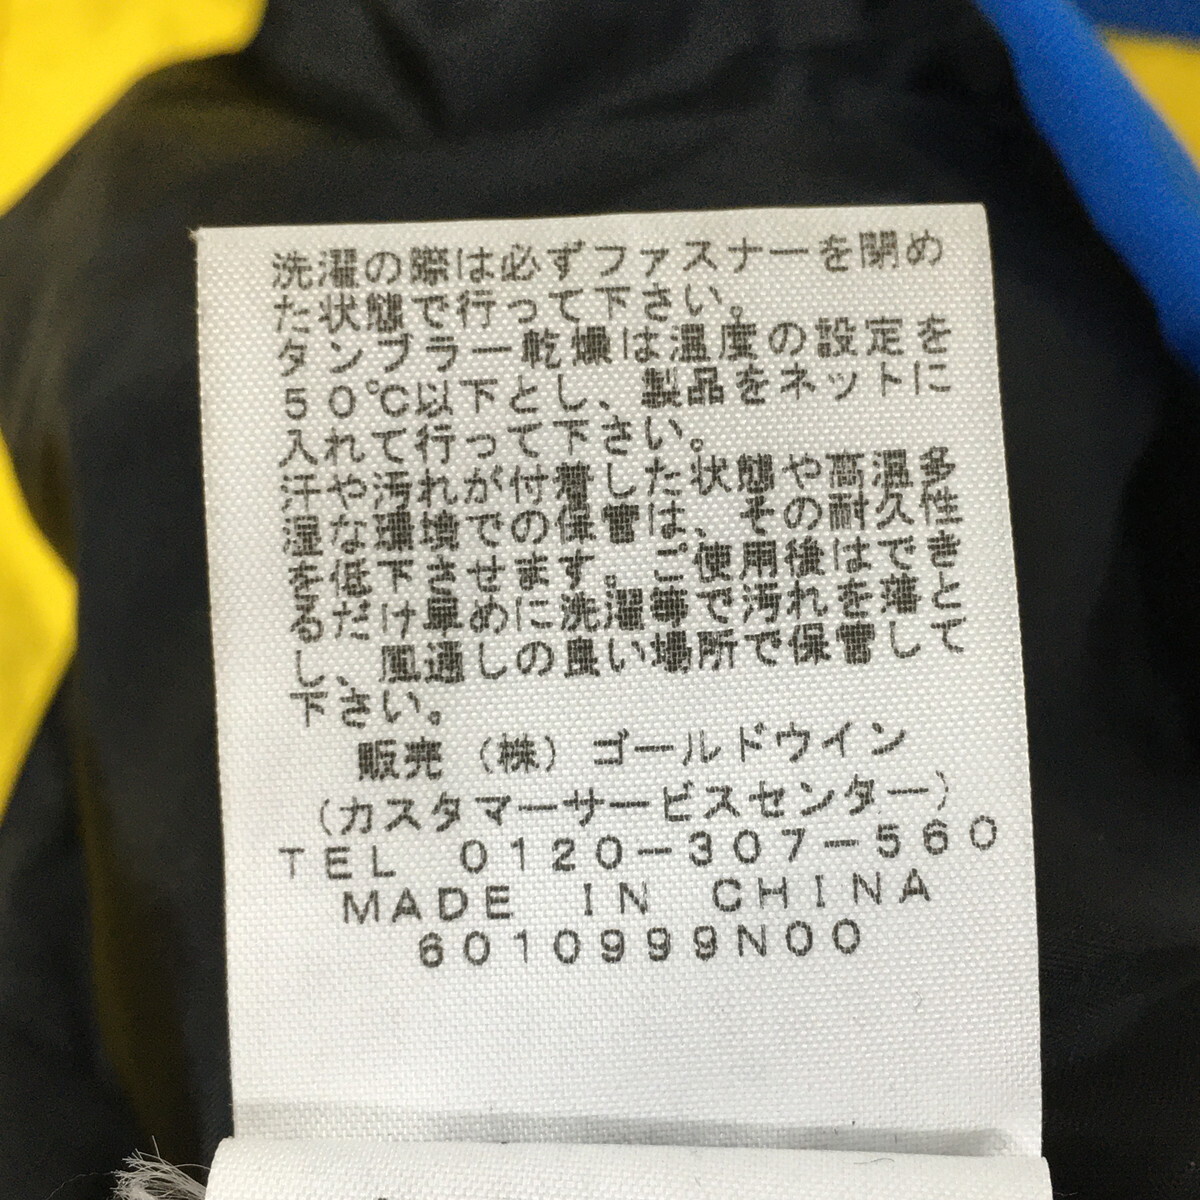 洗濯の際は必ずファスナーを閉め
た状態で行って下さい。
タンブラー乾燥は温度の設定を
50℃以下とし、製品をネットに
入れて行って下さい。
汗や汚れが付着した状態や高温多
湿な環境での保管は、その耐久性
を低下させます。ご使用後はでき
るだけ早めに洗濯等で汚れを落と
し、風通しの良い場所で保管して
下さい。
販売（株）ゴールドウイン
（カスタマーサービスセンター）
TEL 0120-307-560
MADE IN CHINA
6010999N00